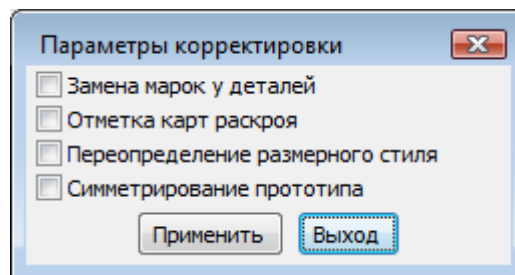 Параметры корректировки
Замена марок у деталей
Отметка карт раскроя
Переопределение размерного стиля
Симметрирование прототипа
Применить Выход